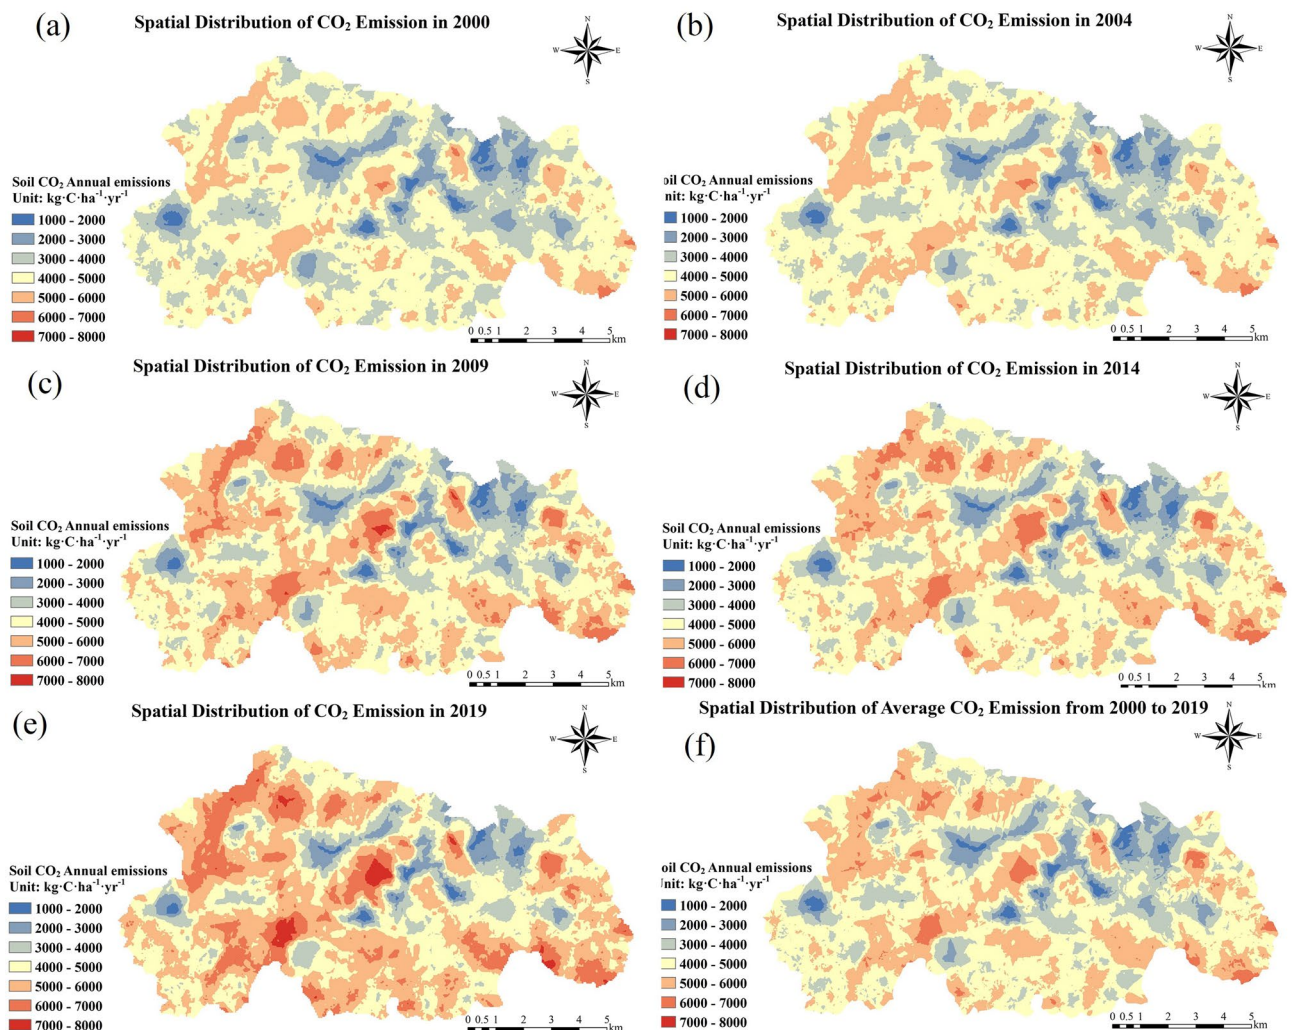 (a)
Spatial Distribution of CO₂ Emission in 2000
N
W E
S
Soil CO₂ Annual emissions
Unit: kg·C·ha⁻¹·yr⁻¹
1000 - 2000
2000 - 3000
3000 - 4000
4000 - 5000
5000 - 6000
6000 - 7000
7000 - 8000
0 0.5 1 2 3 4 5
km
(b)
Spatial Distribution of CO₂ Emission in 2004
N
W E
S
oil CO₂ Annual emissions
nit: kg·C·ha⁻¹·yr⁻¹
1000 - 2000
2000 - 3000
3000 - 4000
4000 - 5000
5000 - 6000
6000 - 7000
7000 - 8000
0 0.5 1 2 3 4 5
km
(c)
Spatial Distribution of CO₂ Emission in 2009
N
W E
S
Soil CO₂ Annual emissions
Unit: kg·C·ha⁻¹·yr⁻¹
1000 - 2000
2000 - 3000
3000 - 4000
4000 - 5000
5000 - 6000
6000 - 7000
7000 - 8000
0 0.5 1 2 3 4 5
km
(d)
Spatial Distribution of CO₂ Emission in 2014
N
W E
S
Soil CO₂ Annual emissions
Unit: kg·C·ha⁻¹·yr⁻¹
1000 - 2000
2000 - 3000
3000 - 4000
4000 - 5000
5000 - 6000
6000 - 7000
7000 - 8000
0 0.5 1 2 3 4 5
km
(e)
Spatial Distribution of CO₂ Emission in 2019
N
W E
S
Soil CO₂ Annual emissions
Unit: kg·C·ha⁻¹·yr⁻¹
1000 - 2000
2000 - 3000
3000 - 4000
4000 - 5000
5000 - 6000
6000 - 7000
7000 - 8000
0 0.5 1 2 3 4 5
km
(f)
Spatial Distribution of Average CO₂ Emission from 2000 to 2019
N
W E
S
oil CO₂ Annual emissions
nit: kg·C·ha⁻¹·yr⁻¹
1000 - 2000
2000 - 3000
3000 - 4000
4000 - 5000
5000 - 6000
6000 - 7000
7000 - 8000
0 0.5 1 2 3 4 5
km